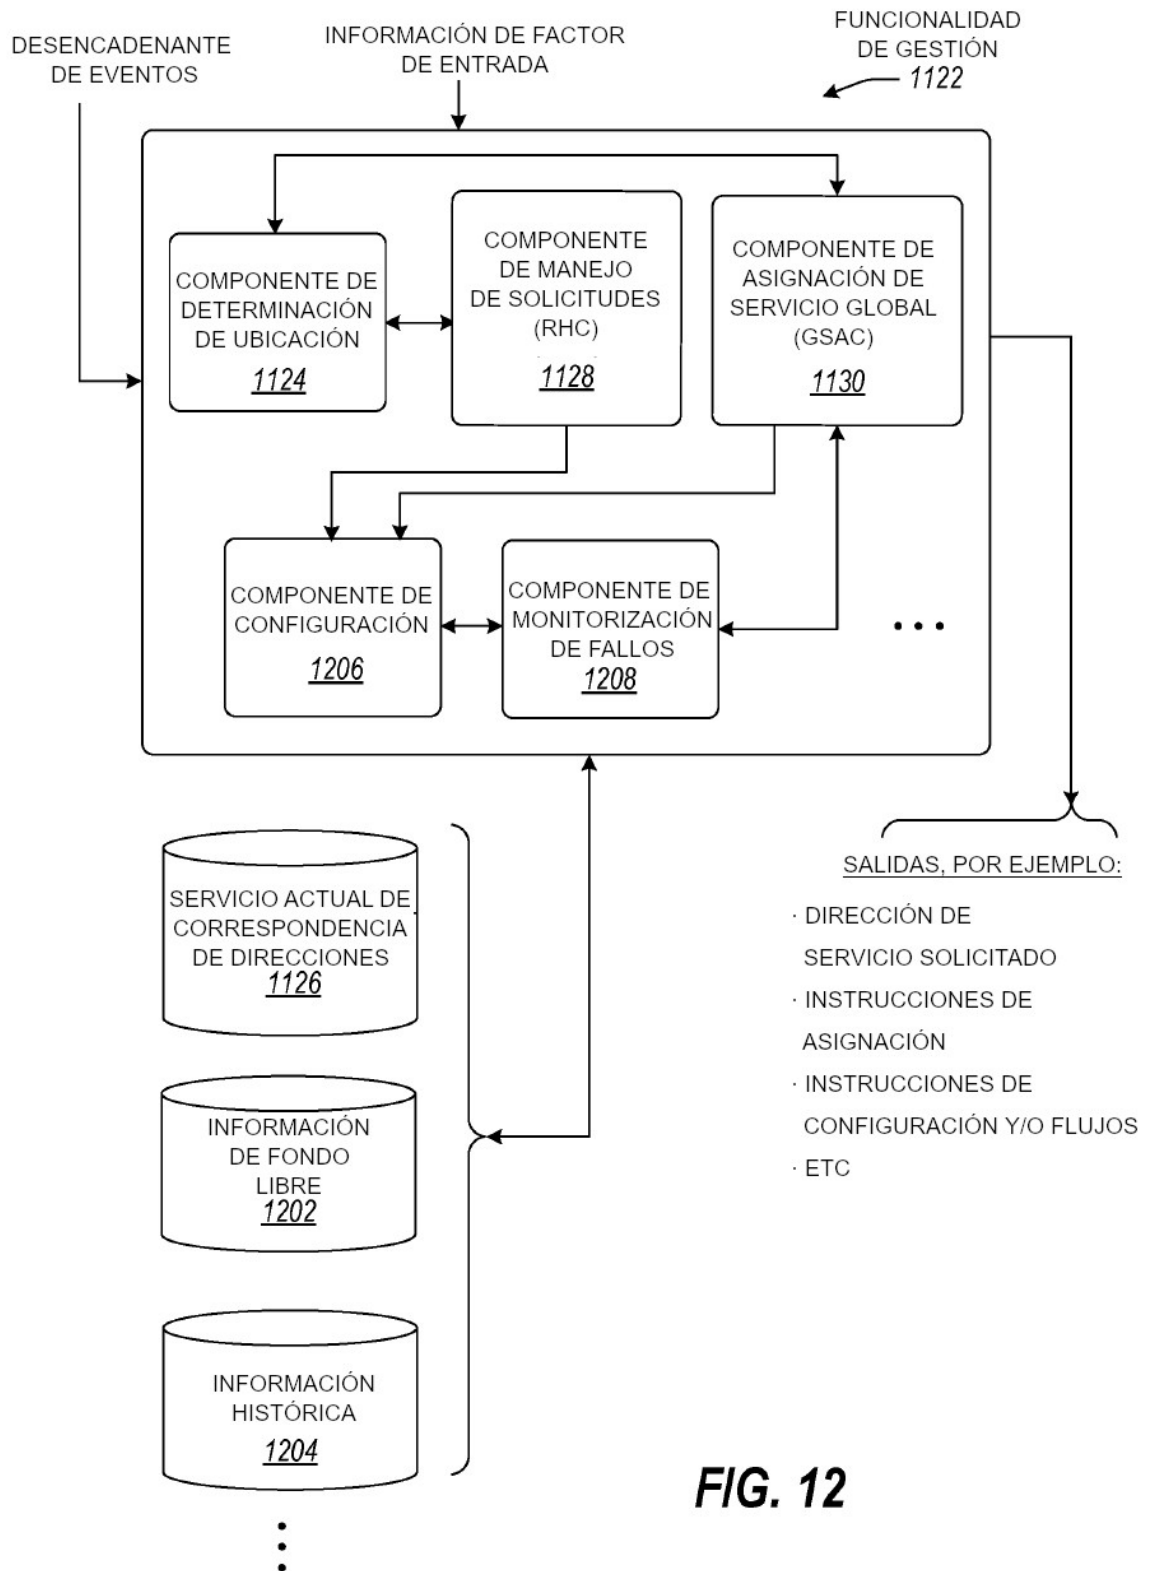 DESENCADENANTE
DE EVENTOS
INFORMACIÓN DE FACTOR
DE ENTRADA
FUNCIONALIDAD
DE GESTIÓN
1122
COMPONENTE DE
DETERMINACIÓN
DE UBICACIÓN
1124
COMPONENTE
DE MANEJO
DE SOLICITUDES
(RHC)
1128
COMPONENTE DE
ASIGNACIÓN DE
SERVICIO GLOBAL
(GSAC)
1130
COMPONENTE DE
CONFIGURACIÓN
1206
COMPONENTE DE
MONITORIZACIÓN
DE FALLOS
1208
SERVICIO ACTUAL DE
CORRESPONDENCIA
DE DIRECCIONES
1126
INFORMACIÓN
DE FONDO
LIBRE
1202
INFORMACIÓN
HISTÓRICA
1204
SALIDAS, POR EJEMPLO:
· DIRECCIÓN DE
SERVICIO SOLICITADO
· INSTRUCCIONES DE
ASIGNACIÓN
· INSTRUCCIONES DE
CONFIGURACIÓN Y/O FLUJOS
· ETC
FIG. 12